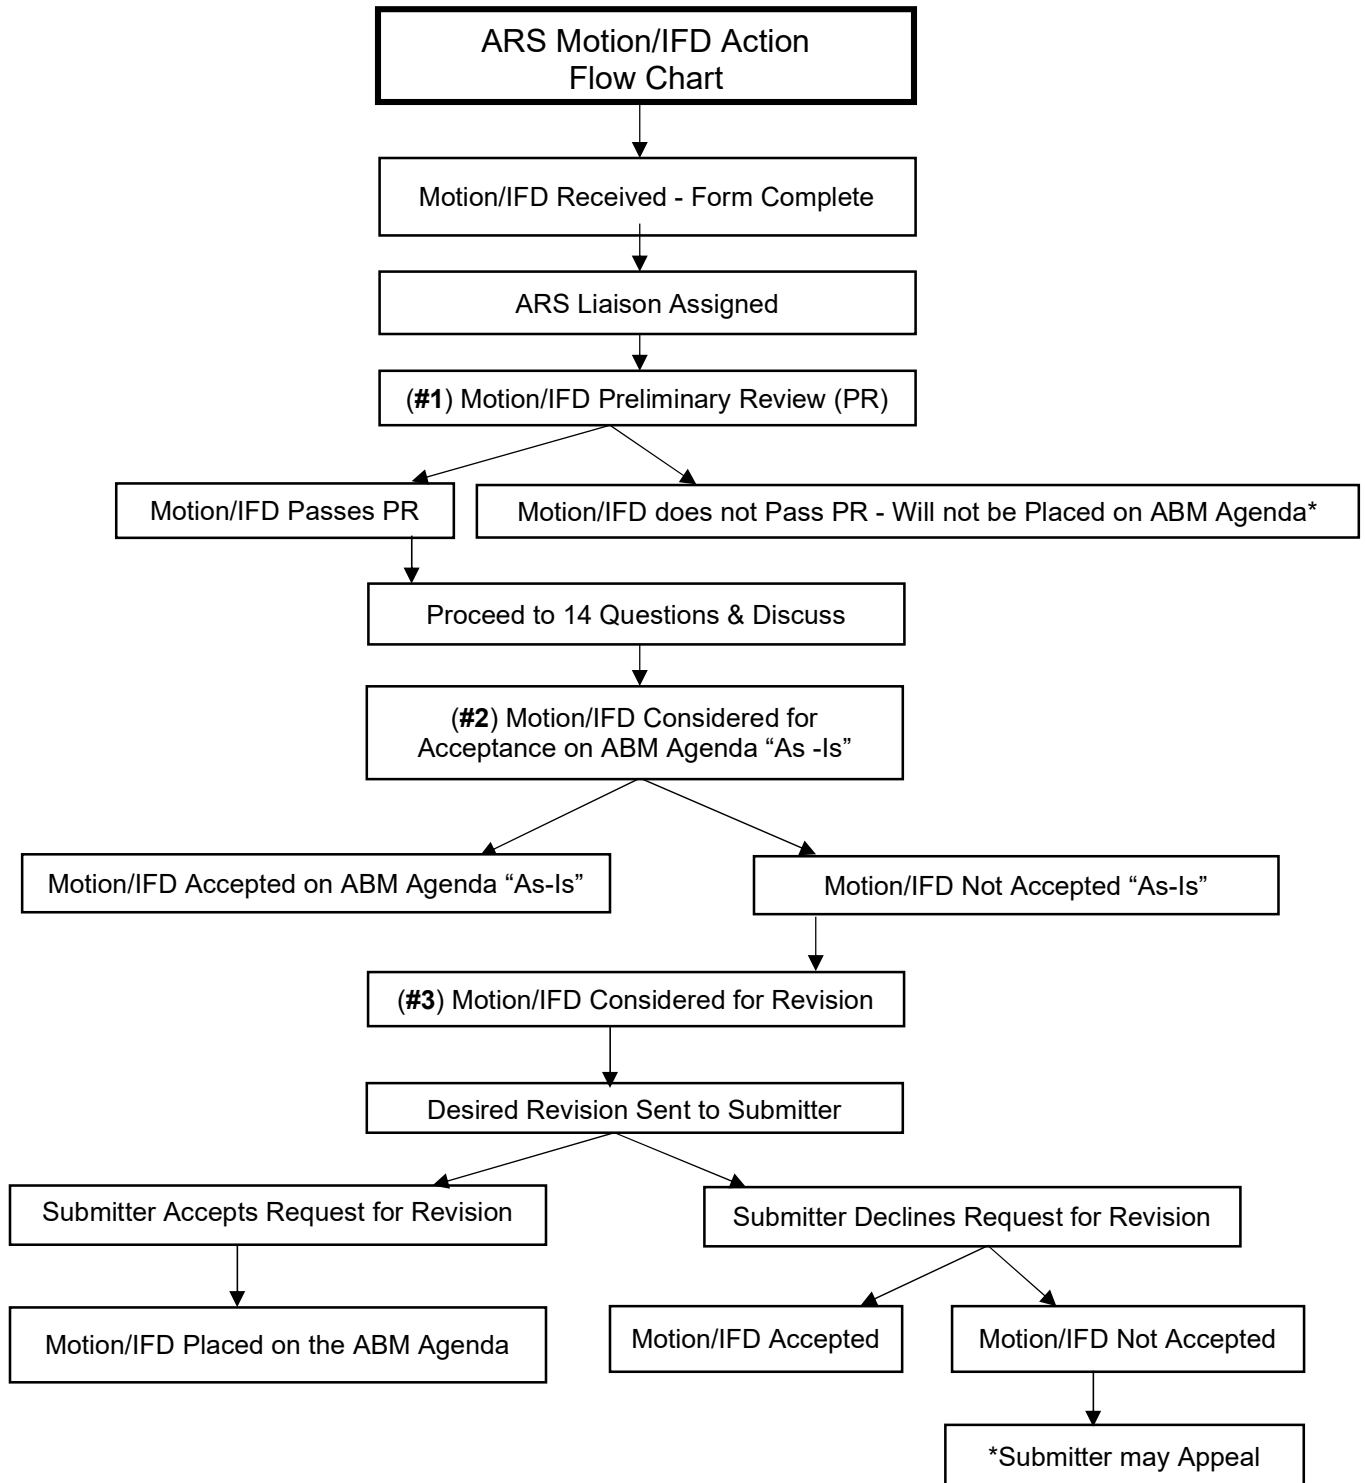 ARS Motion/IFD Action
Flow Chart
Motion/IFD Received - Form Complete
ARS Liaison Assigned
(#1) Motion/IFD Preliminary Review (PR)
Motion/IFD Passes PR
Motion/IFD does not Pass PR - Will not be Placed on ABM Agenda*
Proceed to 14 Questions & Discuss
(#2) Motion/IFD Considered for
Acceptance on ABM Agenda “As -Is”
Motion/IFD Accepted on ABM Agenda “As-Is”
Motion/IFD Not Accepted “As-Is”
(#3) Motion/IFD Considered for Revision
Desired Revision Sent to Submitter
Submitter Accepts Request for Revision
Submitter Declines Request for Revision
Motion/IFD Placed on the ABM Agenda
Motion/IFD Accepted
Motion/IFD Not Accepted
*Submitter may Appeal